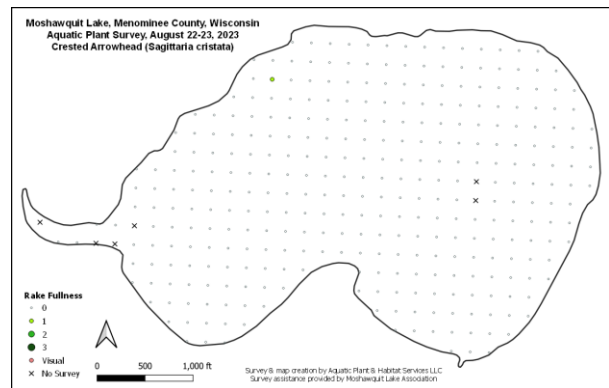 Moshawquit Lake, Menominee County, Wisconsin
Aquatic Plant Survey, August 22-23, 2023
Crested Arrowhead (Sagittaria cristata)
Rake Fullness
0
1
2
3
Visual
No Survey
0 500 1,000 ft
Survey & map creation by Aquatic Plant & Habitat Services LLC
Survey assistance provided by Moshawquit Lake Association